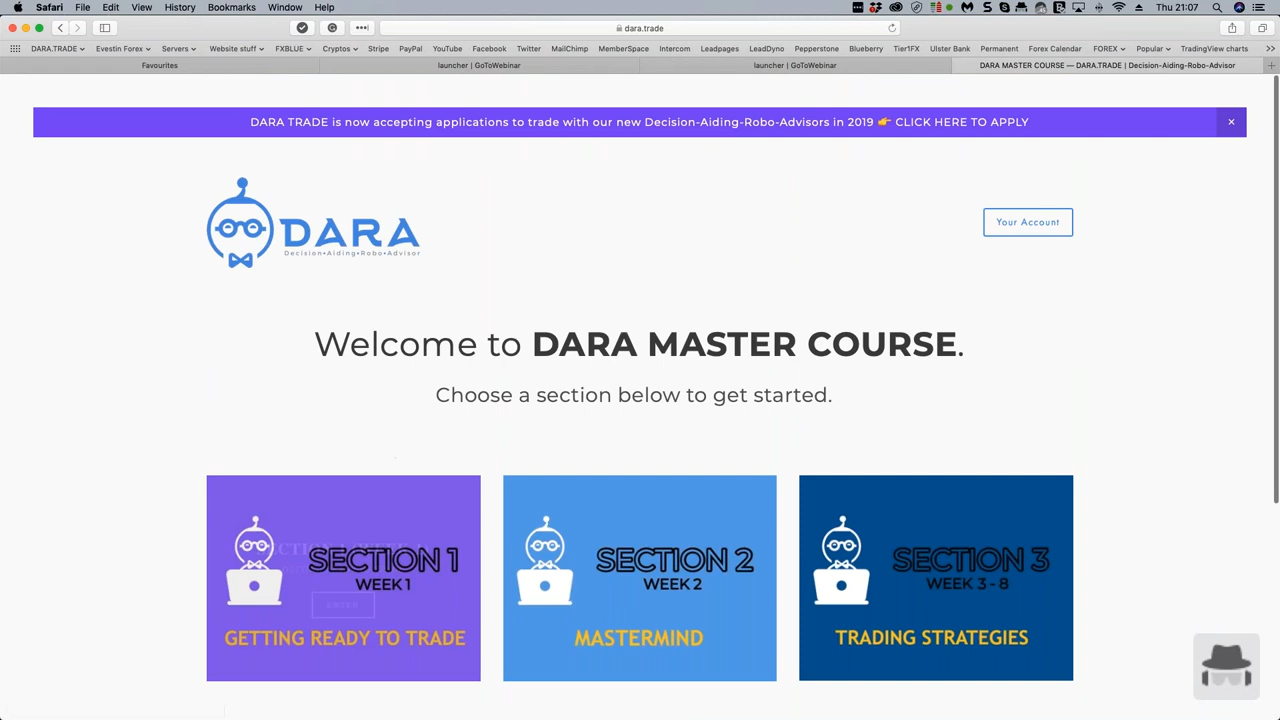 Safari File Edit View History Bookmarks Window Help Thu 21:07
dara.trade
DARA.TRADE Evestin Forex Servers Website stuff FXBLUE Cryptos Stripe PayPal YouTube Facebook Twitter MailChimp MemberSpace Intercom Leadpages LeadDyno Pepperstone Blueberry Tier1FX Ulster Bank Permanent Forex Calendar FOREX Popular TradingView charts
Favourites launcher | GoToWebinar launcher | GoToWebinar DARA MASTER COURSE — DARA.TRADE | Decision-Aiding-Robo-Advisor
DARA TRADE is now accepting applications to trade with our new Decision-Aiding-Robo-Advisors in 2019 👉 CLICK HERE TO APPLY
DARA
Decision•Aiding•Robo•Advisor
Your Account
Welcome to DARA MASTER COURSE.
Choose a section below to get started.
SECTION 1
WEEK 1
ENTER
GETTING READY TO TRADE
SECTION 2
WEEK 2
MASTERMIND
SECTION 3
WEEK 3 - 8
TRADING STRATEGIES